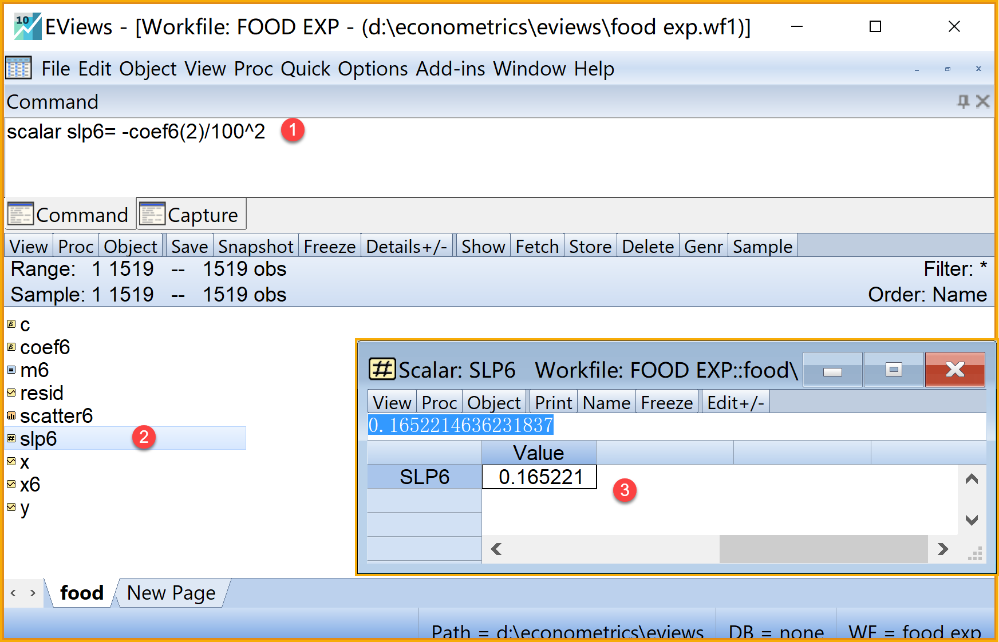 10 EViews - [Workfile: FOOD EXP - (d:\econometrics\eviews\food exp.wf1)]
File Edit Object View Proc Quick Options Add-ins Window Help
Command
scalar slp6= -coef6(2)/100^2 1
Command Capture
View Proc Object Save Snapshot Freeze Details+/- Show Fetch Store Delete Genr Sample
Range: 1 1519 -- 1519 obs Filter: *
Sample: 1 1519 -- 1519 obs Order: Name
c
coef6
m6
resid
scatter6
slp6 2
x
x6
y
Scalar: SLP6 Workfile: FOOD EXP::food\
View Proc Object Print Name Freeze Edit+/-
0.1652214636231837
Value
SLP6 0.165221 3
food New Page
Path = d:\econometrics\eviews DB = none WF = food exp